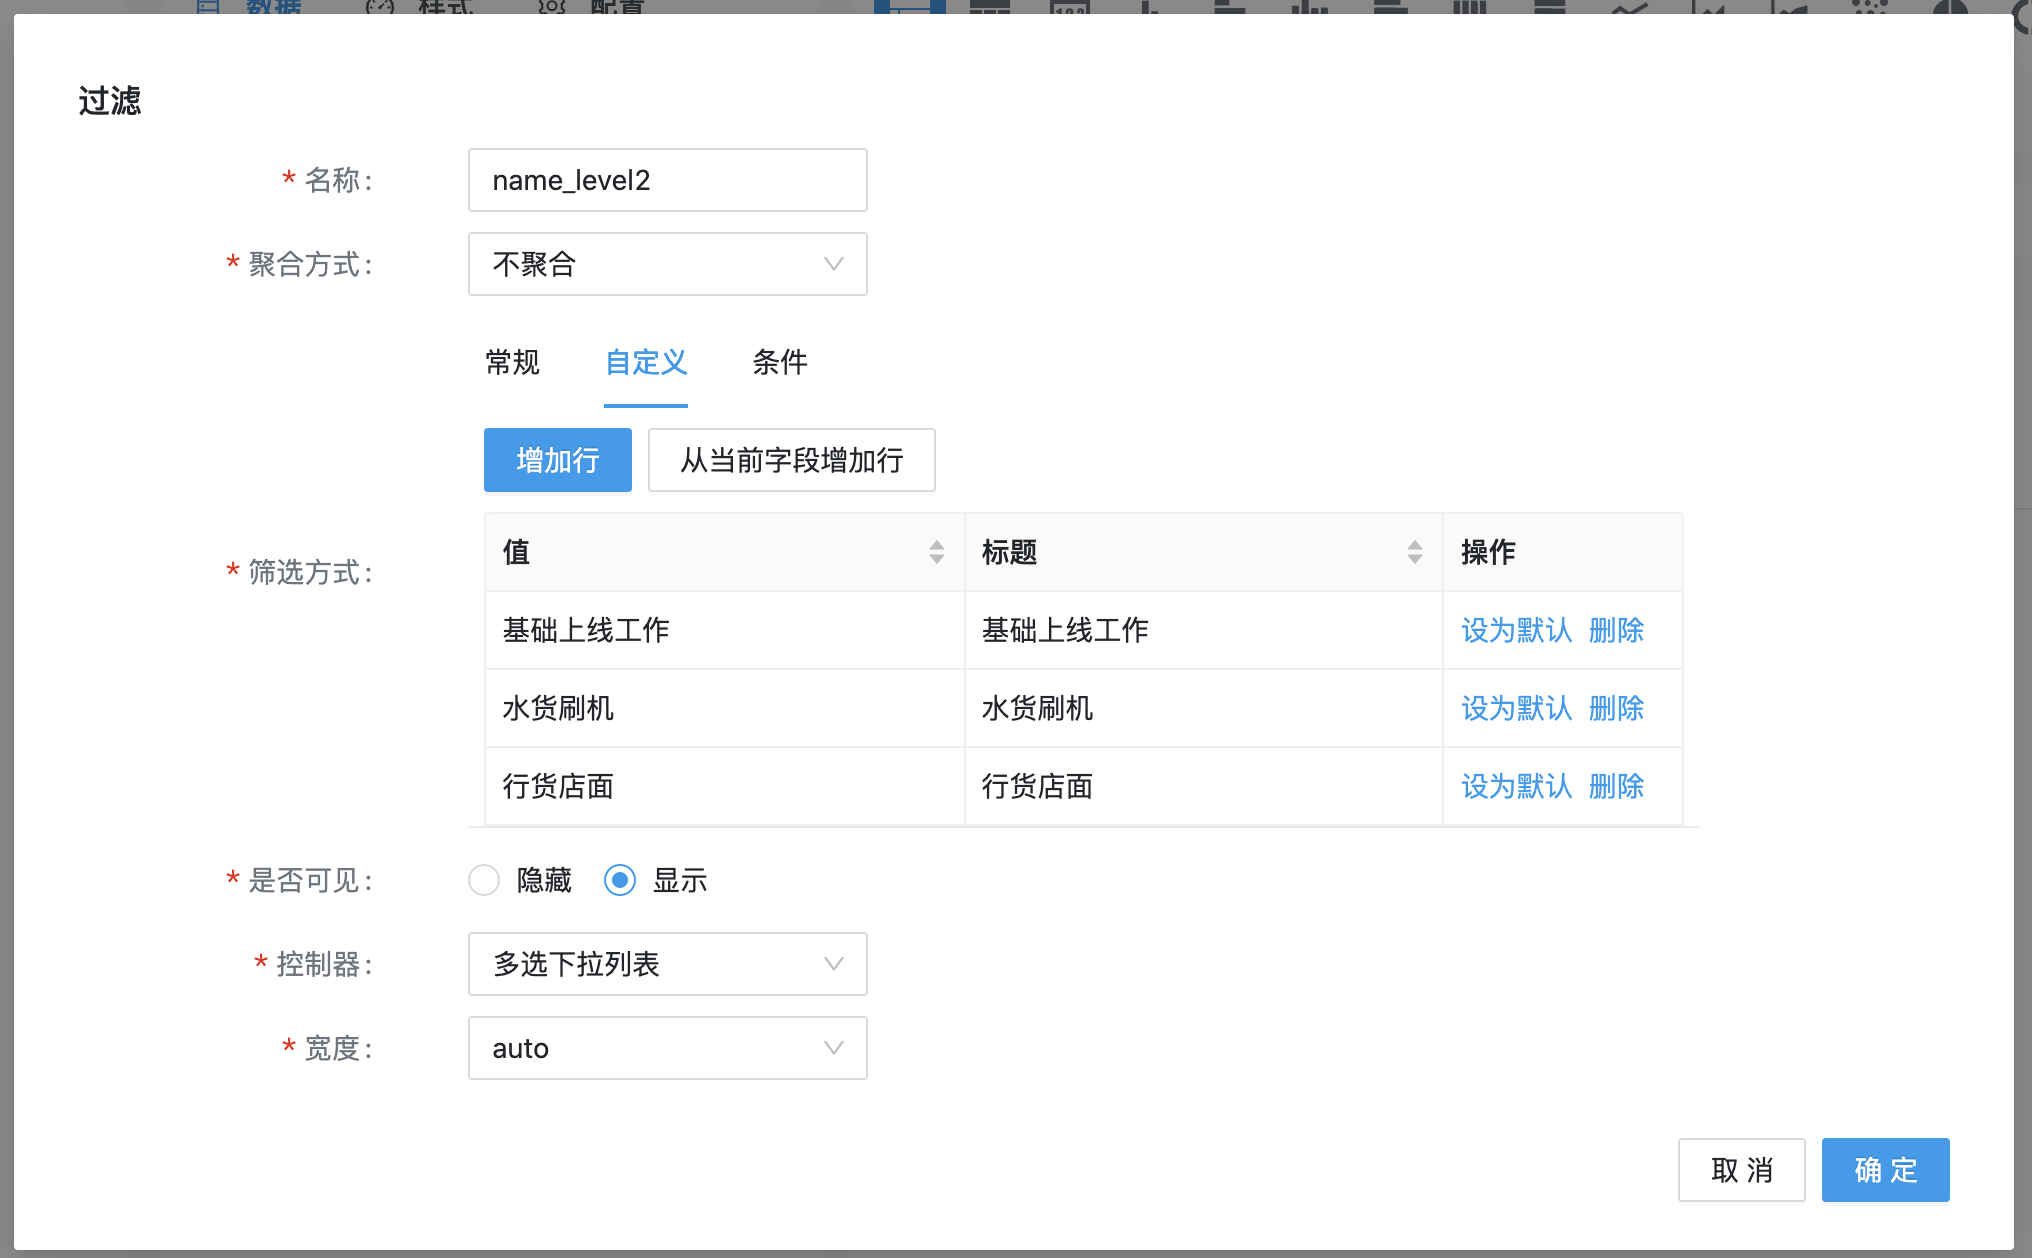 数据 样式 配置
过滤
* 名称:
name_level2
* 聚合方式:
不聚合
常规 自定义 条件
增加行 从当前字段增加行
* 筛选方式:
值 标题 操作
基础上线工作 基础上线工作 设为默认 删除
水货刷机 水货刷机 设为默认 删除
行货店面 行货店面 设为默认 删除
* 是否可见:
隐藏 显示
* 控制器:
多选下拉列表
* 宽度:
auto
取 消 确 定